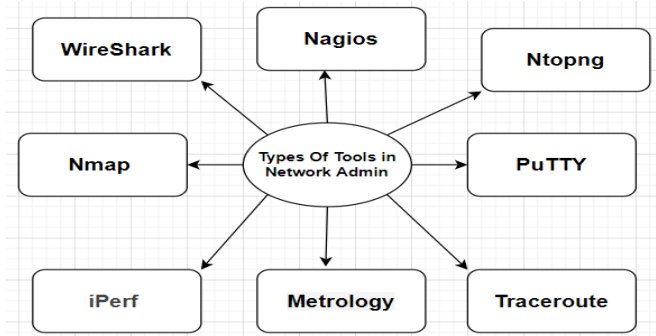 WireShark
Nagios
Ntopng
Nmap
Types Of Tools in
Network Admin
PuTTY
iPerf
Metrology
Traceroute